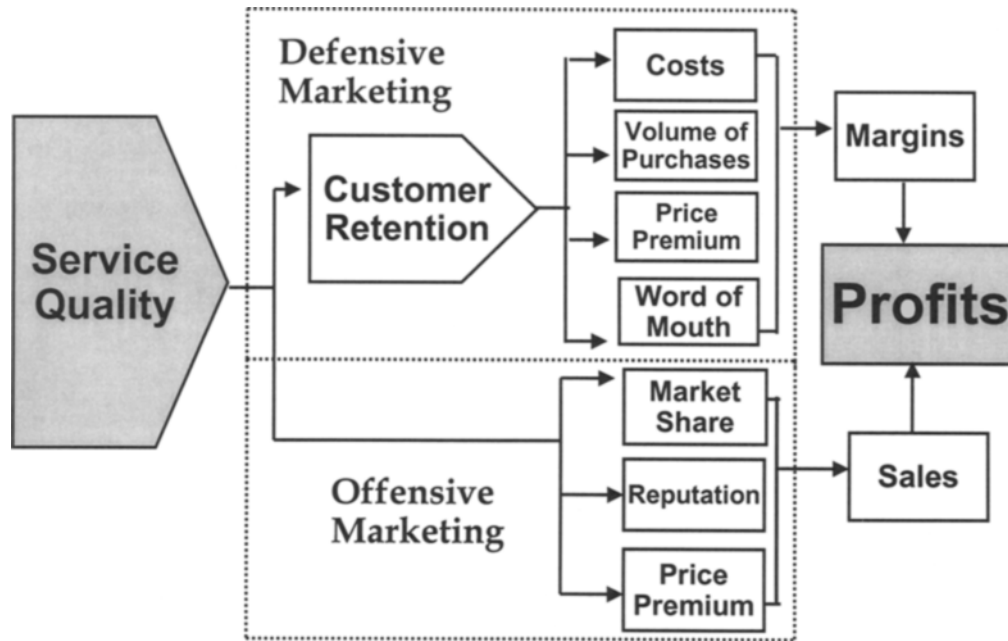 Defensive
Marketing
Service
Quality
Customer
Retention
Costs
Volume of
Purchases
Price
Premium
Word of
Mouth
Margins
Profits
Offensive
Marketing
Market
Share
Reputation
Price
Premium
Sales